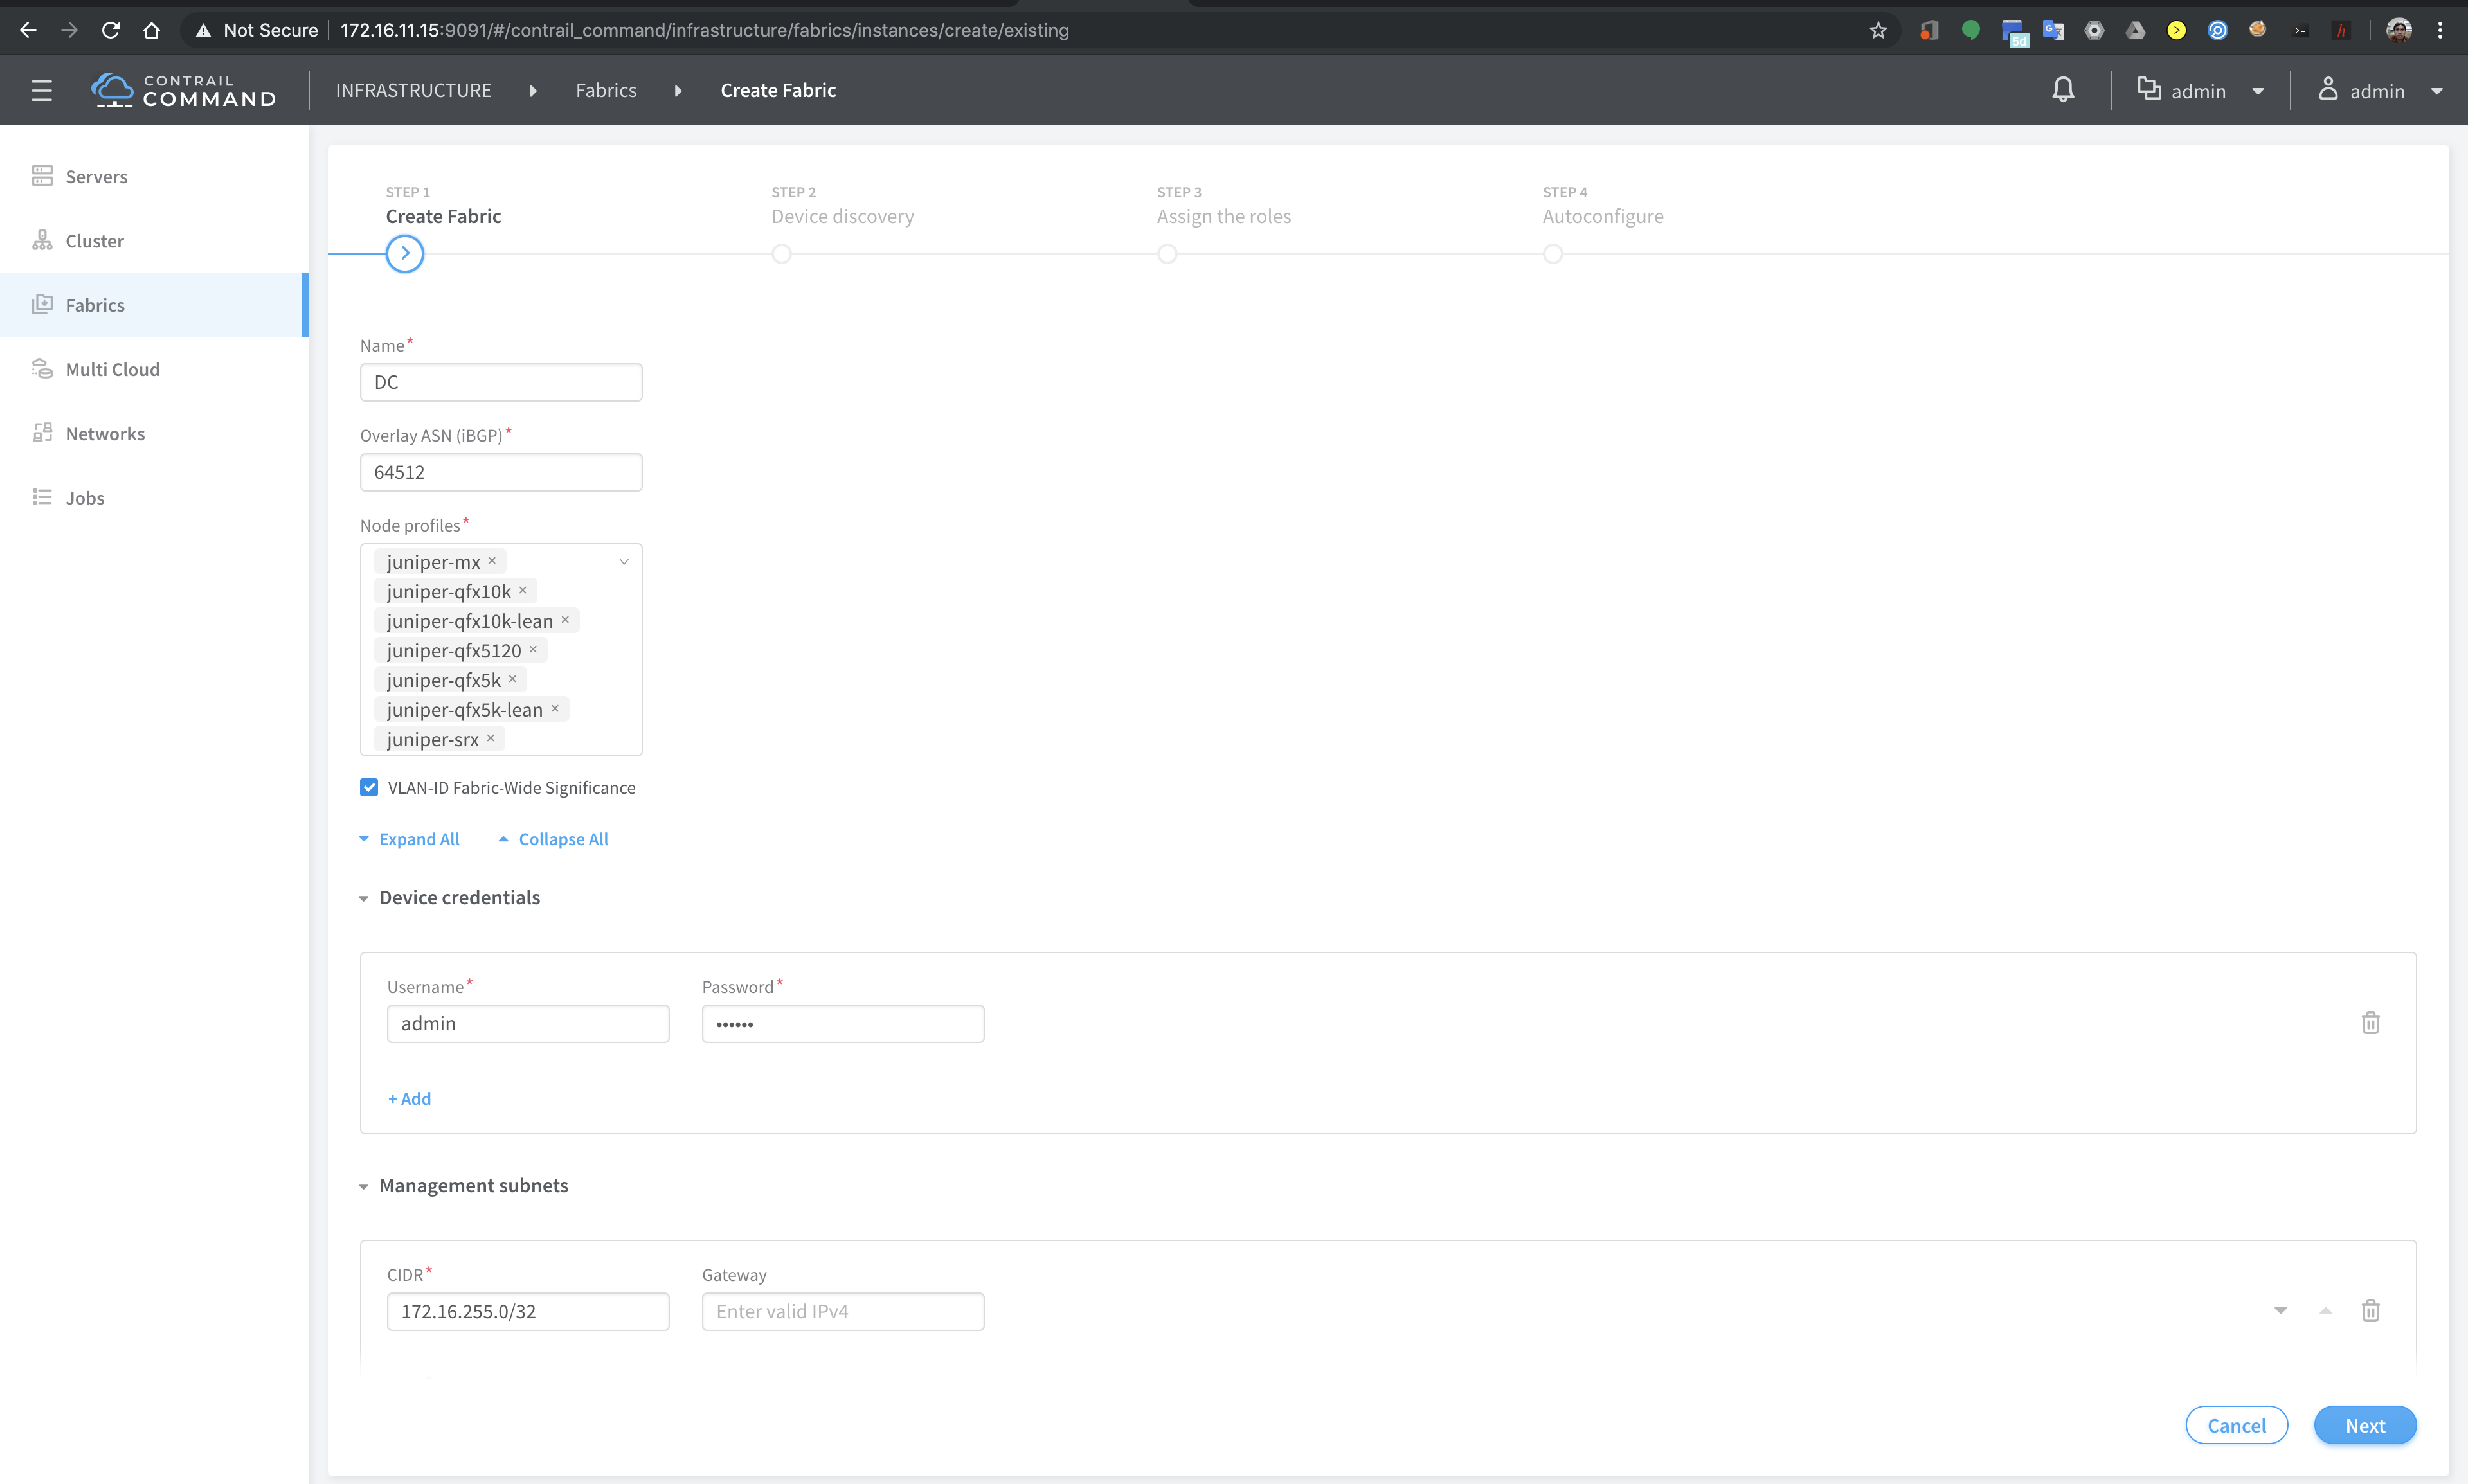 Not Secure 172.16.11.15:9091/#/contrail_command/infrastructure/fabrics/instances/create/existing
5d
G
h
CONTRAIL
COMMAND
INFRASTRUCTURE
Fabrics
Create Fabric
admin
admin
Servers
Cluster
Fabrics
Multi Cloud
Networks
Jobs
STEP 1
Create Fabric
STEP 2
Device discovery
STEP 3
Assign the roles
STEP 4
Autoconfigure
Name*
DC
Overlay ASN (iBGP)*
64512
Node profiles*
juniper-mx ×
juniper-qfx10k ×
juniper-qfx10k-lean ×
juniper-qfx5120 ×
juniper-qfx5k ×
juniper-qfx5k-lean ×
juniper-srx ×
VLAN-ID Fabric-Wide Significance
Expand All Collapse All
Device credentials
Username* Password*
admin ••••••
+ Add
Management subnets
CIDR* Gateway
172.16.255.0/32 Enter valid IPv4
Cancel Next